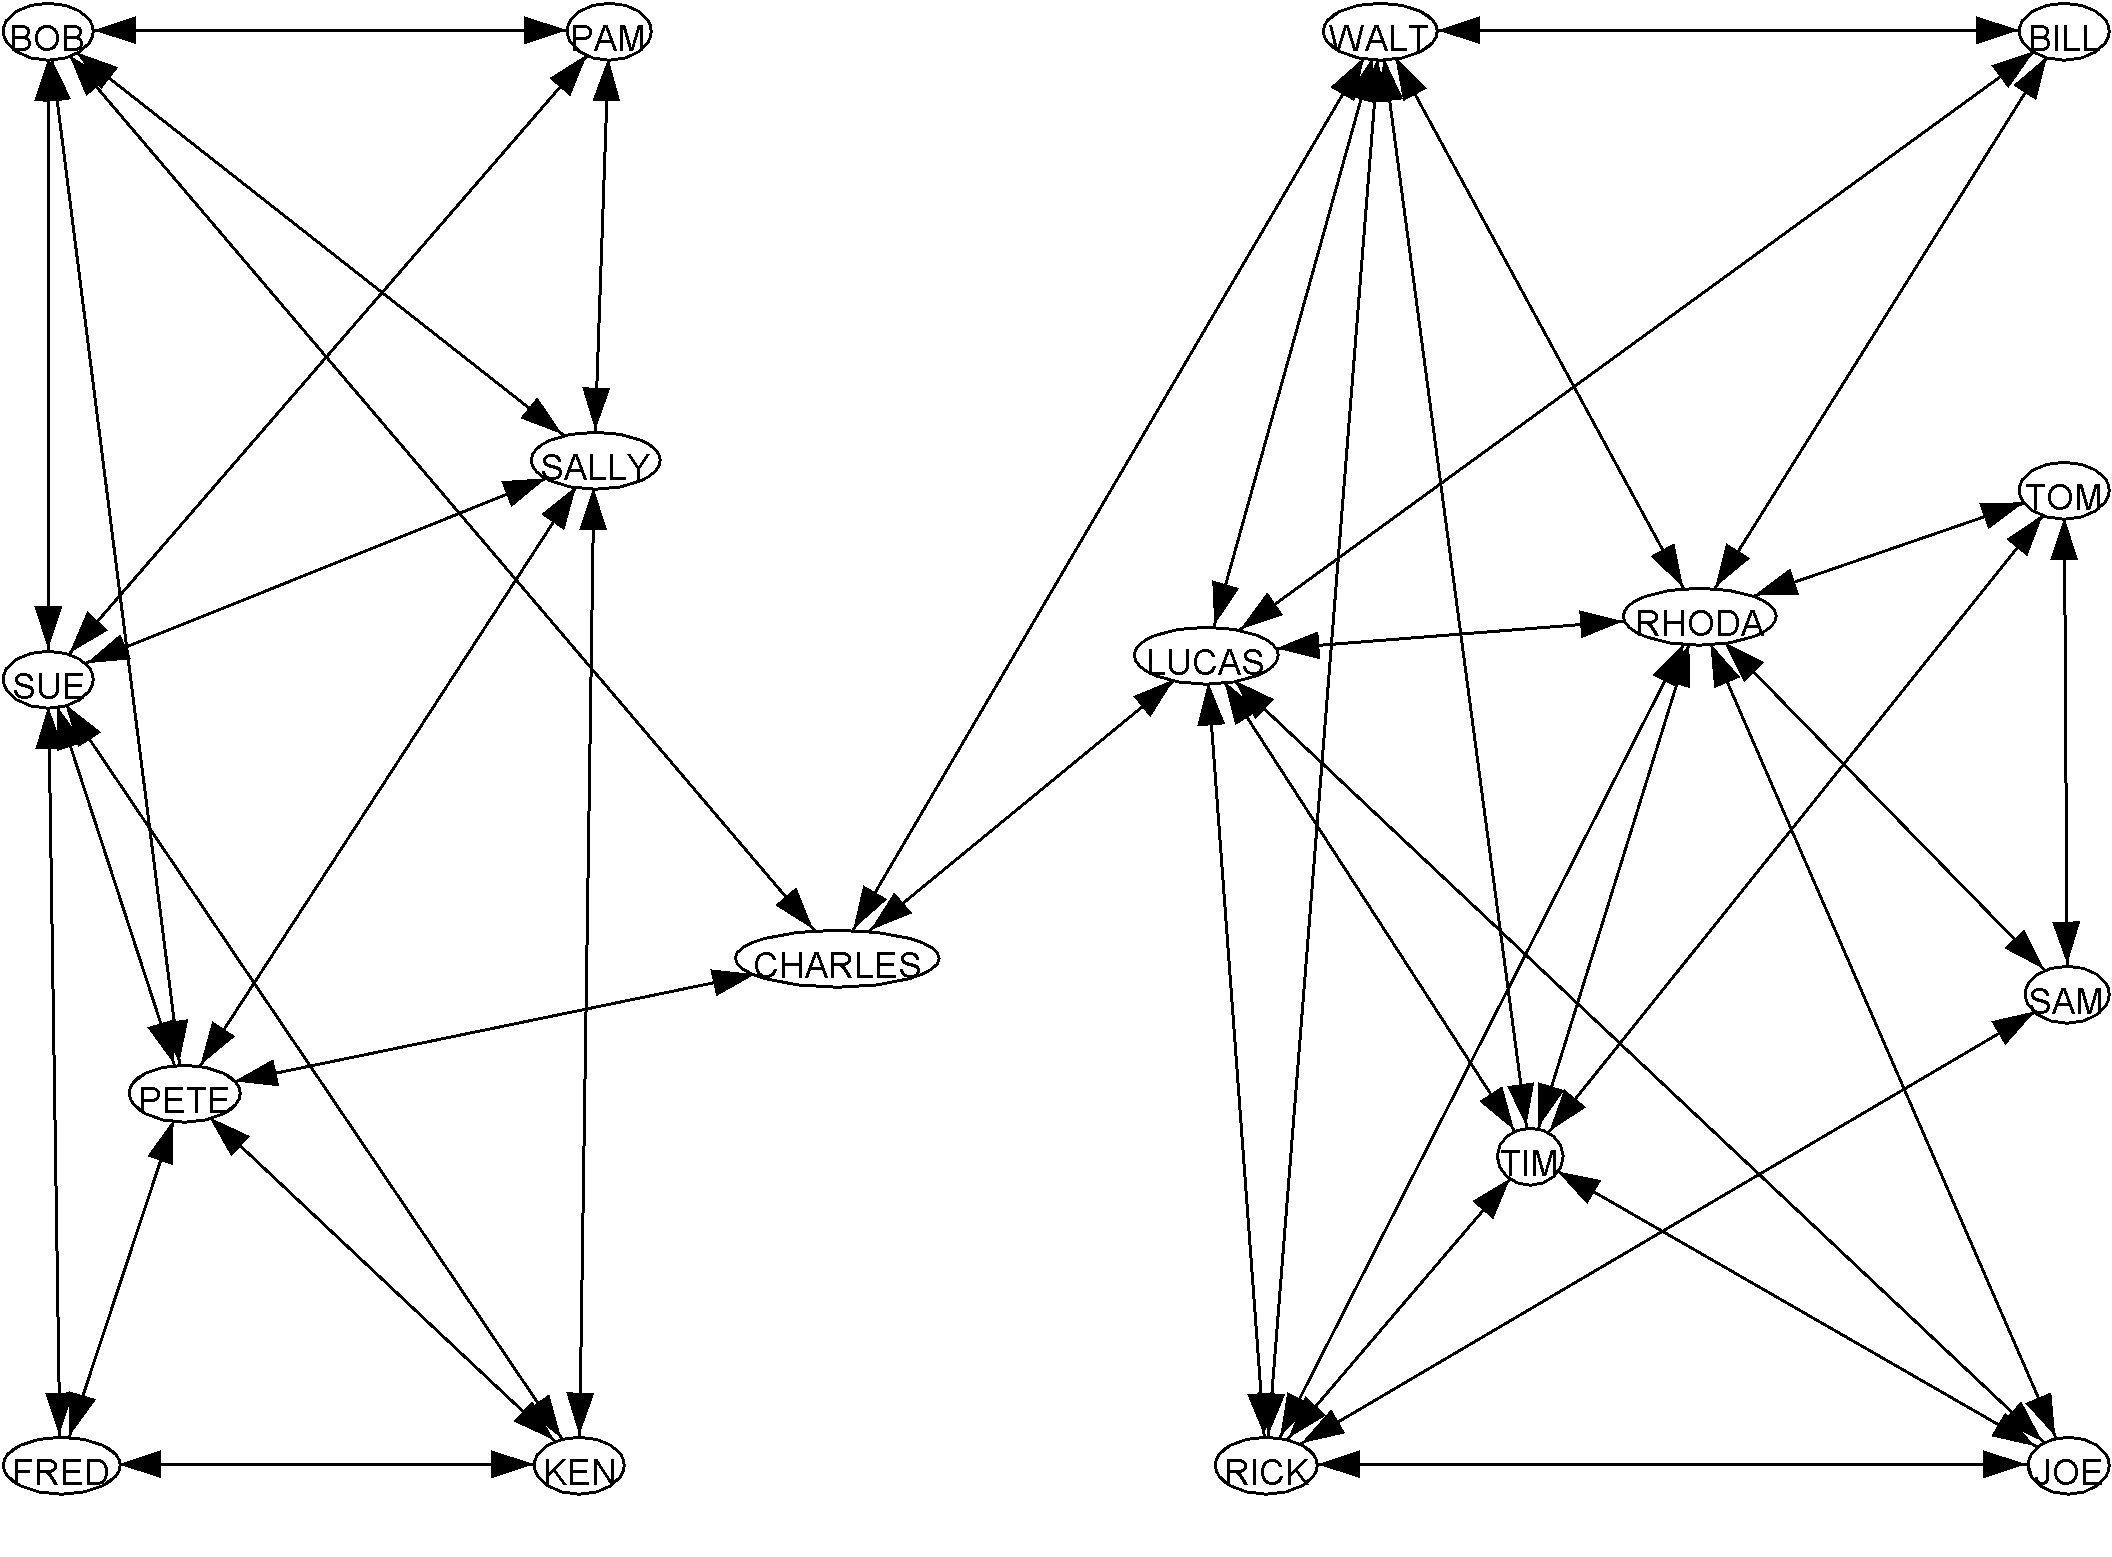 BOB
PAM
WALT
BILL
SALLY
TOM
RHODA
LUCAS
SUE
CHARLES
SAM
PETE
TIM
FRED
KEN
RICK
JOE